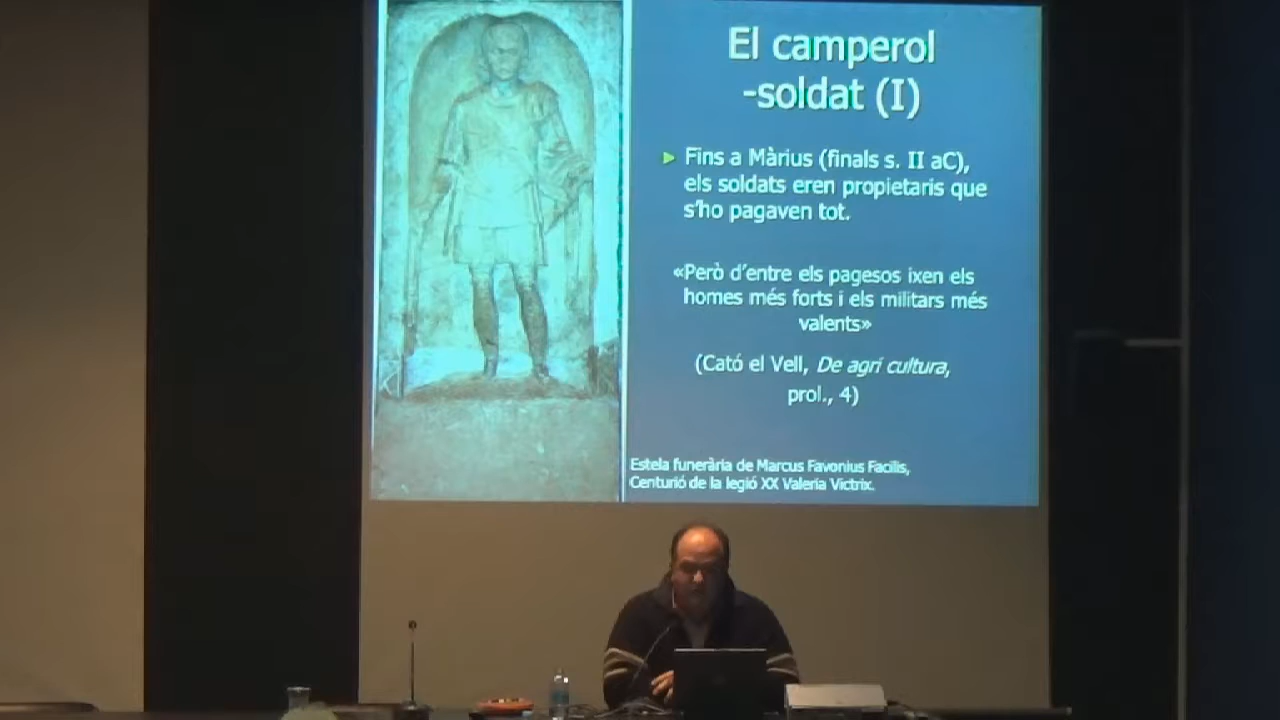 El camperol
-soldat (I)
Fins a Màrius (finals s. II aC),
els soldats eren propietaris que
s'ho pagaven tot.
«Però d'entre els pagesos ixen els
homes més forts i els militars més
valents»
(Cató el Vell, De agri cultura,
prol., 4)
Estela funerària de Marcus Favonius Facilis,
Centurió de la legió XX Valeria Victrix.